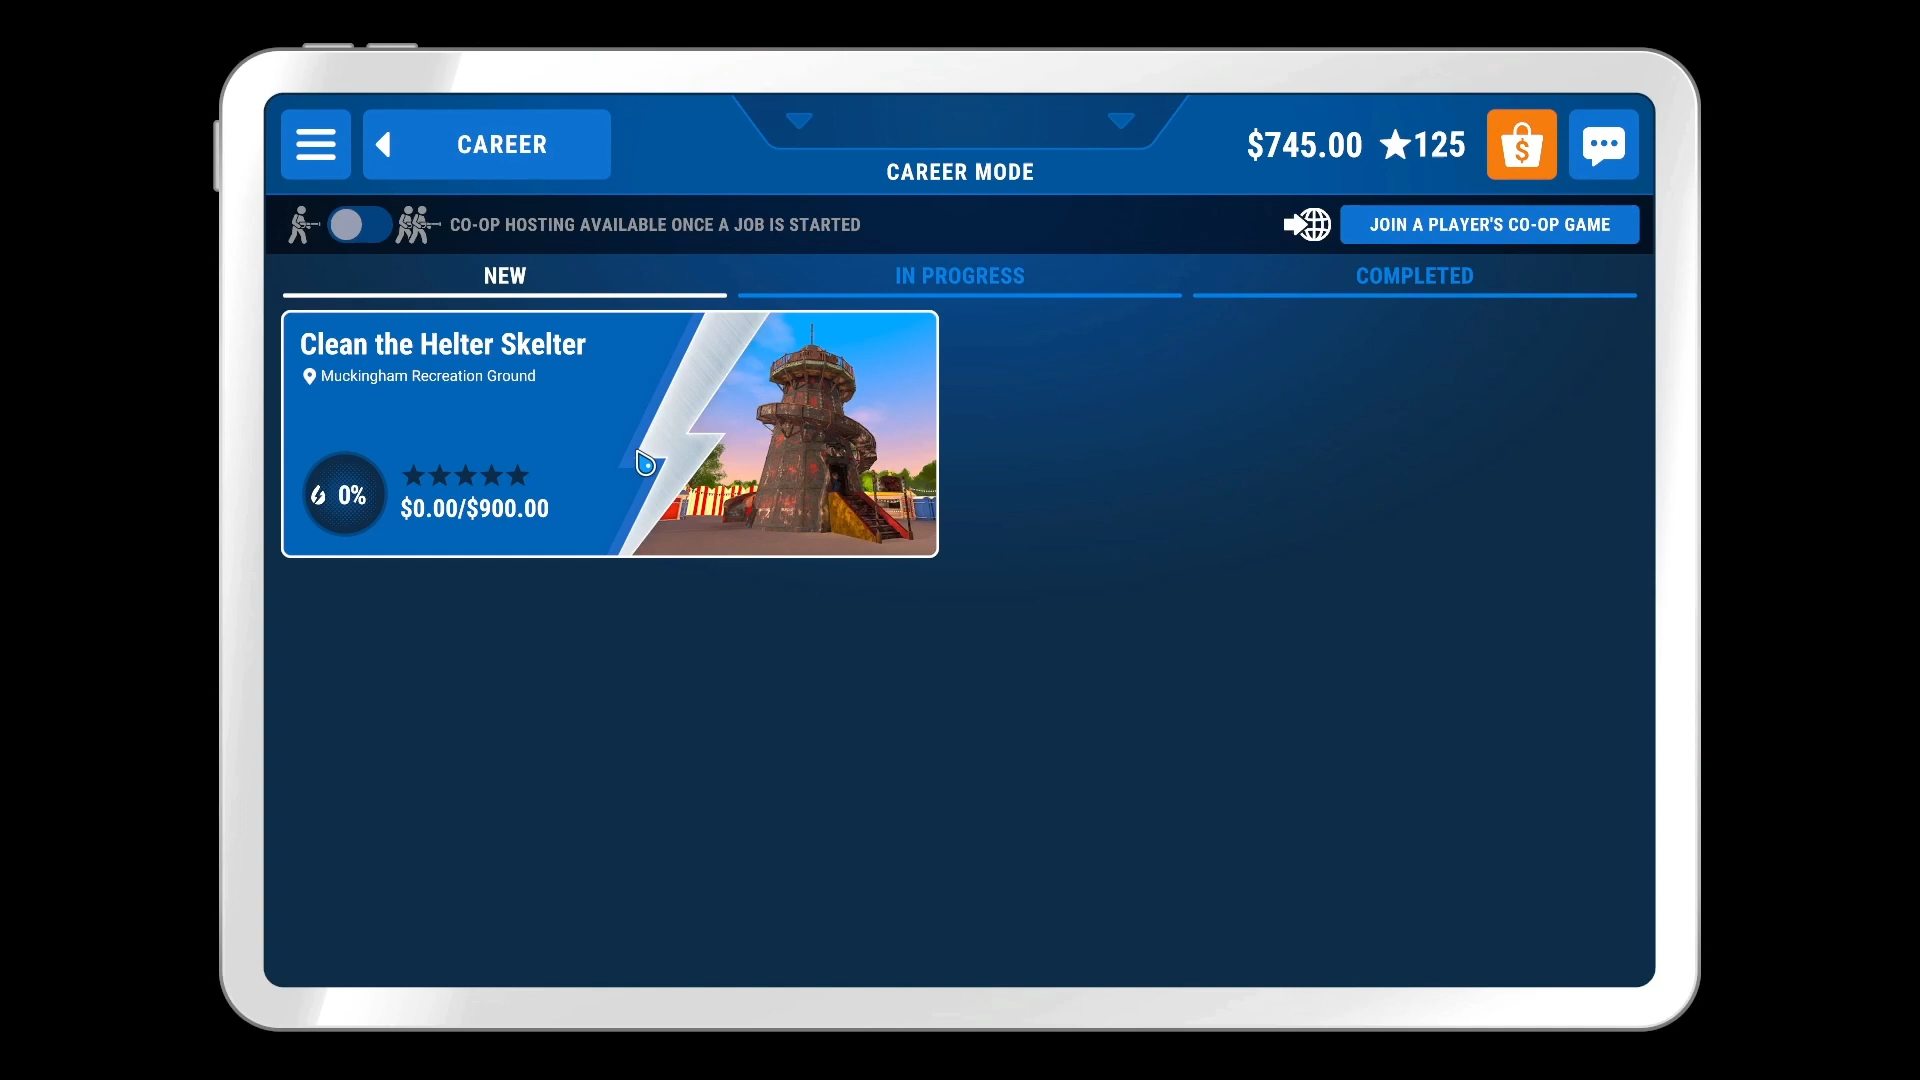 CAREER
CAREER MODE
$745.00 ★125
CO-OP HOSTING AVAILABLE ONCE A JOB IS STARTED
JOIN A PLAYER'S CO-OP GAME
NEW
IN PROGRESS
COMPLETED
Clean the Helter Skelter
Muckingham Recreation Ground
0%
★★★★★
$0.00/$900.00